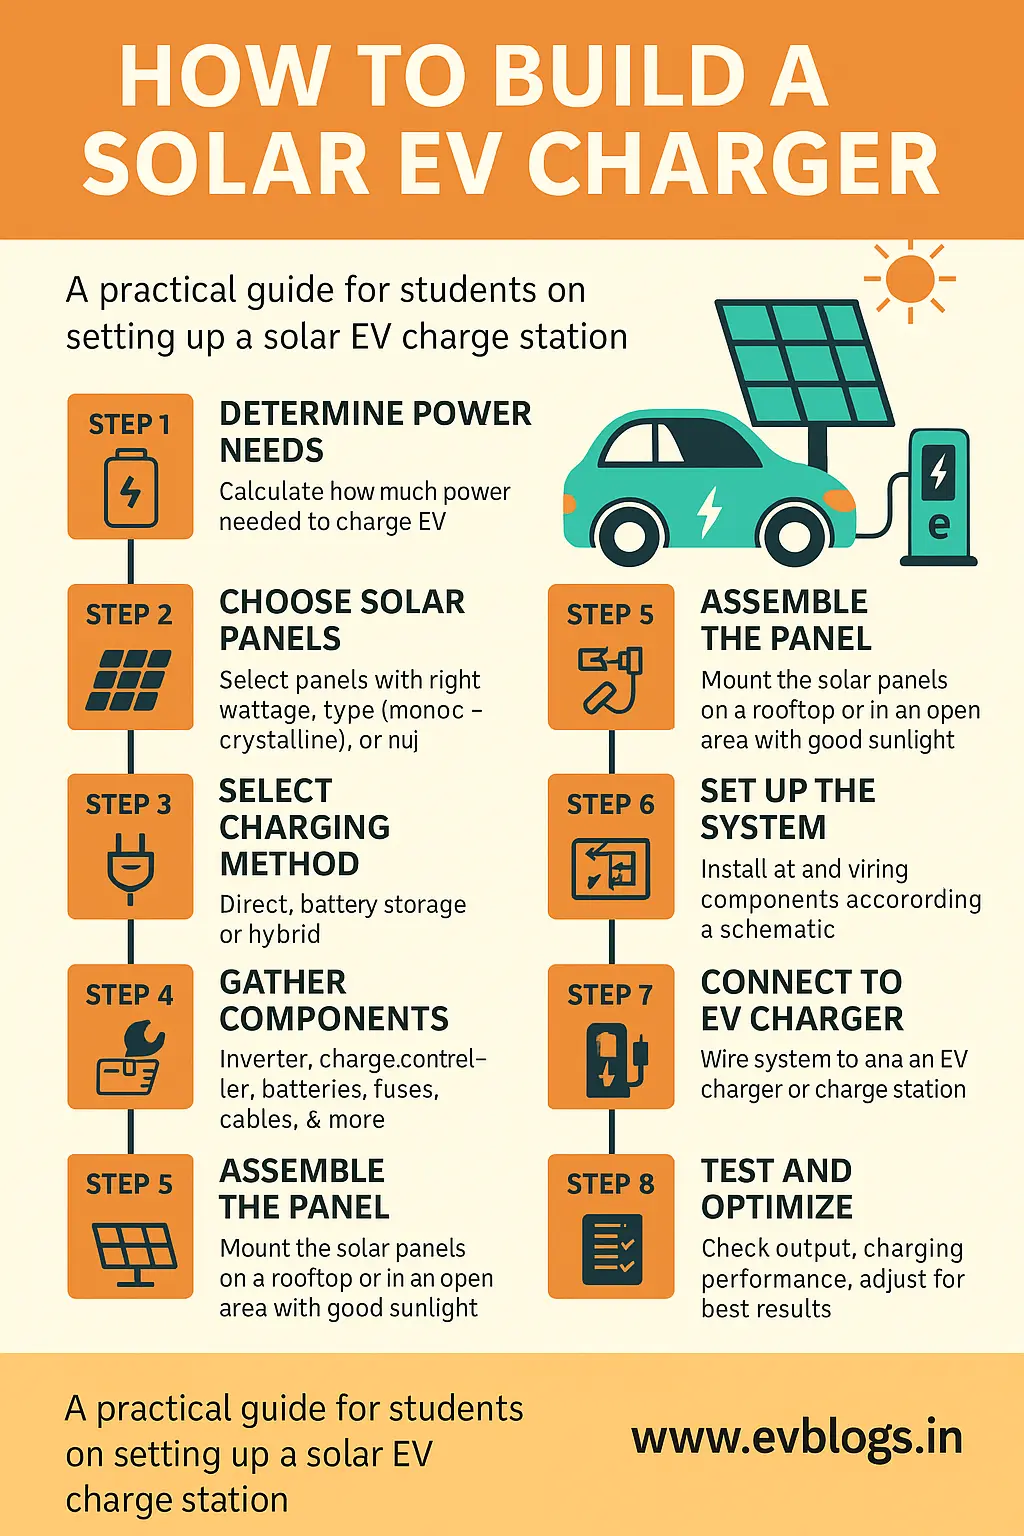 HOW TO BUILD A
SOLAR EV CHARGER
A practical guide for students on
setting up a solar EV charge station
STEP 1
DETERMINE POWER
NEEDS
Calculate how much power
needed to charge EV
STEP 2
CHOOSE SOLAR
PANELS
Select panels with right
wattage, type (monoc –
crystalline), or nuj
STEP 3
SELECT
CHARGING
METHOD
Direct, battery storage
or hybrid
STEP 4
GATHER
COMPONENTS
Inverter, charge.contrel–
ler, batteries, fuses,
cables, & more
STEP 5
ASSEMBLE
THE PANEL
Mount the solar panels
on a rooftop or in an open
area with good sunlight
e
STEP 5
ASSEMBLE
THE PANEL
Mount the solar panels
on a rooftop or in an open
area with good sunlight
STEP 6
SET UP THE
SYSTEM
Install at and viring
components accororording
a schematic
STEP 7
CONNECT TO
EV CHARGER
Wire system to ana an EV
charger or charge station
STEP 8
TEST AND
OPTIMIZE
Check output, charging
performance, adjust for
best results
A practical guide for students
on setting up a solar EV
charge station
www.evblogs.in